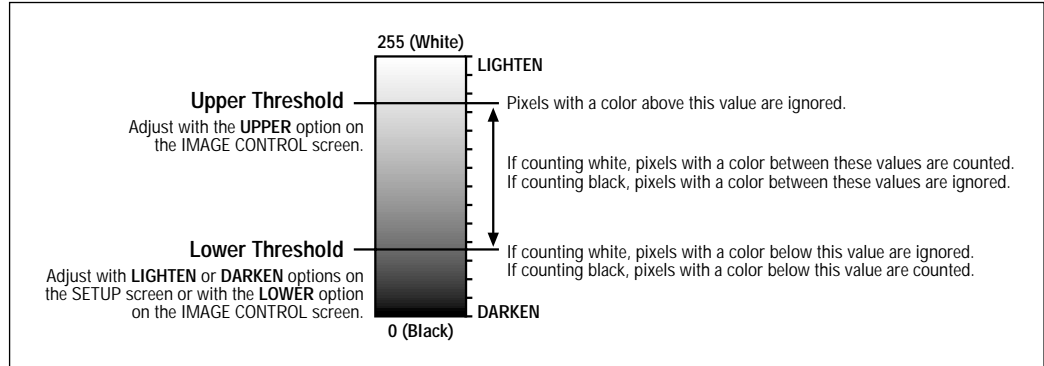 255 (White)
LIGHTEN
Upper Threshold
Adjust with the UPPER option on
the IMAGE CONTROL screen.
Pixels with a color above this value are ignored.
If counting white, pixels with a color between these values are counted.
If counting black, pixels with a color between these values are ignored.
Lower Threshold
Adjust with LIGHTEN or DARKEN options on
the SETUP screen or with the LOWER option
on the IMAGE CONTROL screen.
If counting white, pixels with a color below this value are ignored.
If counting black, pixels with a color below this value are counted.
DARKEN
0 (Black)